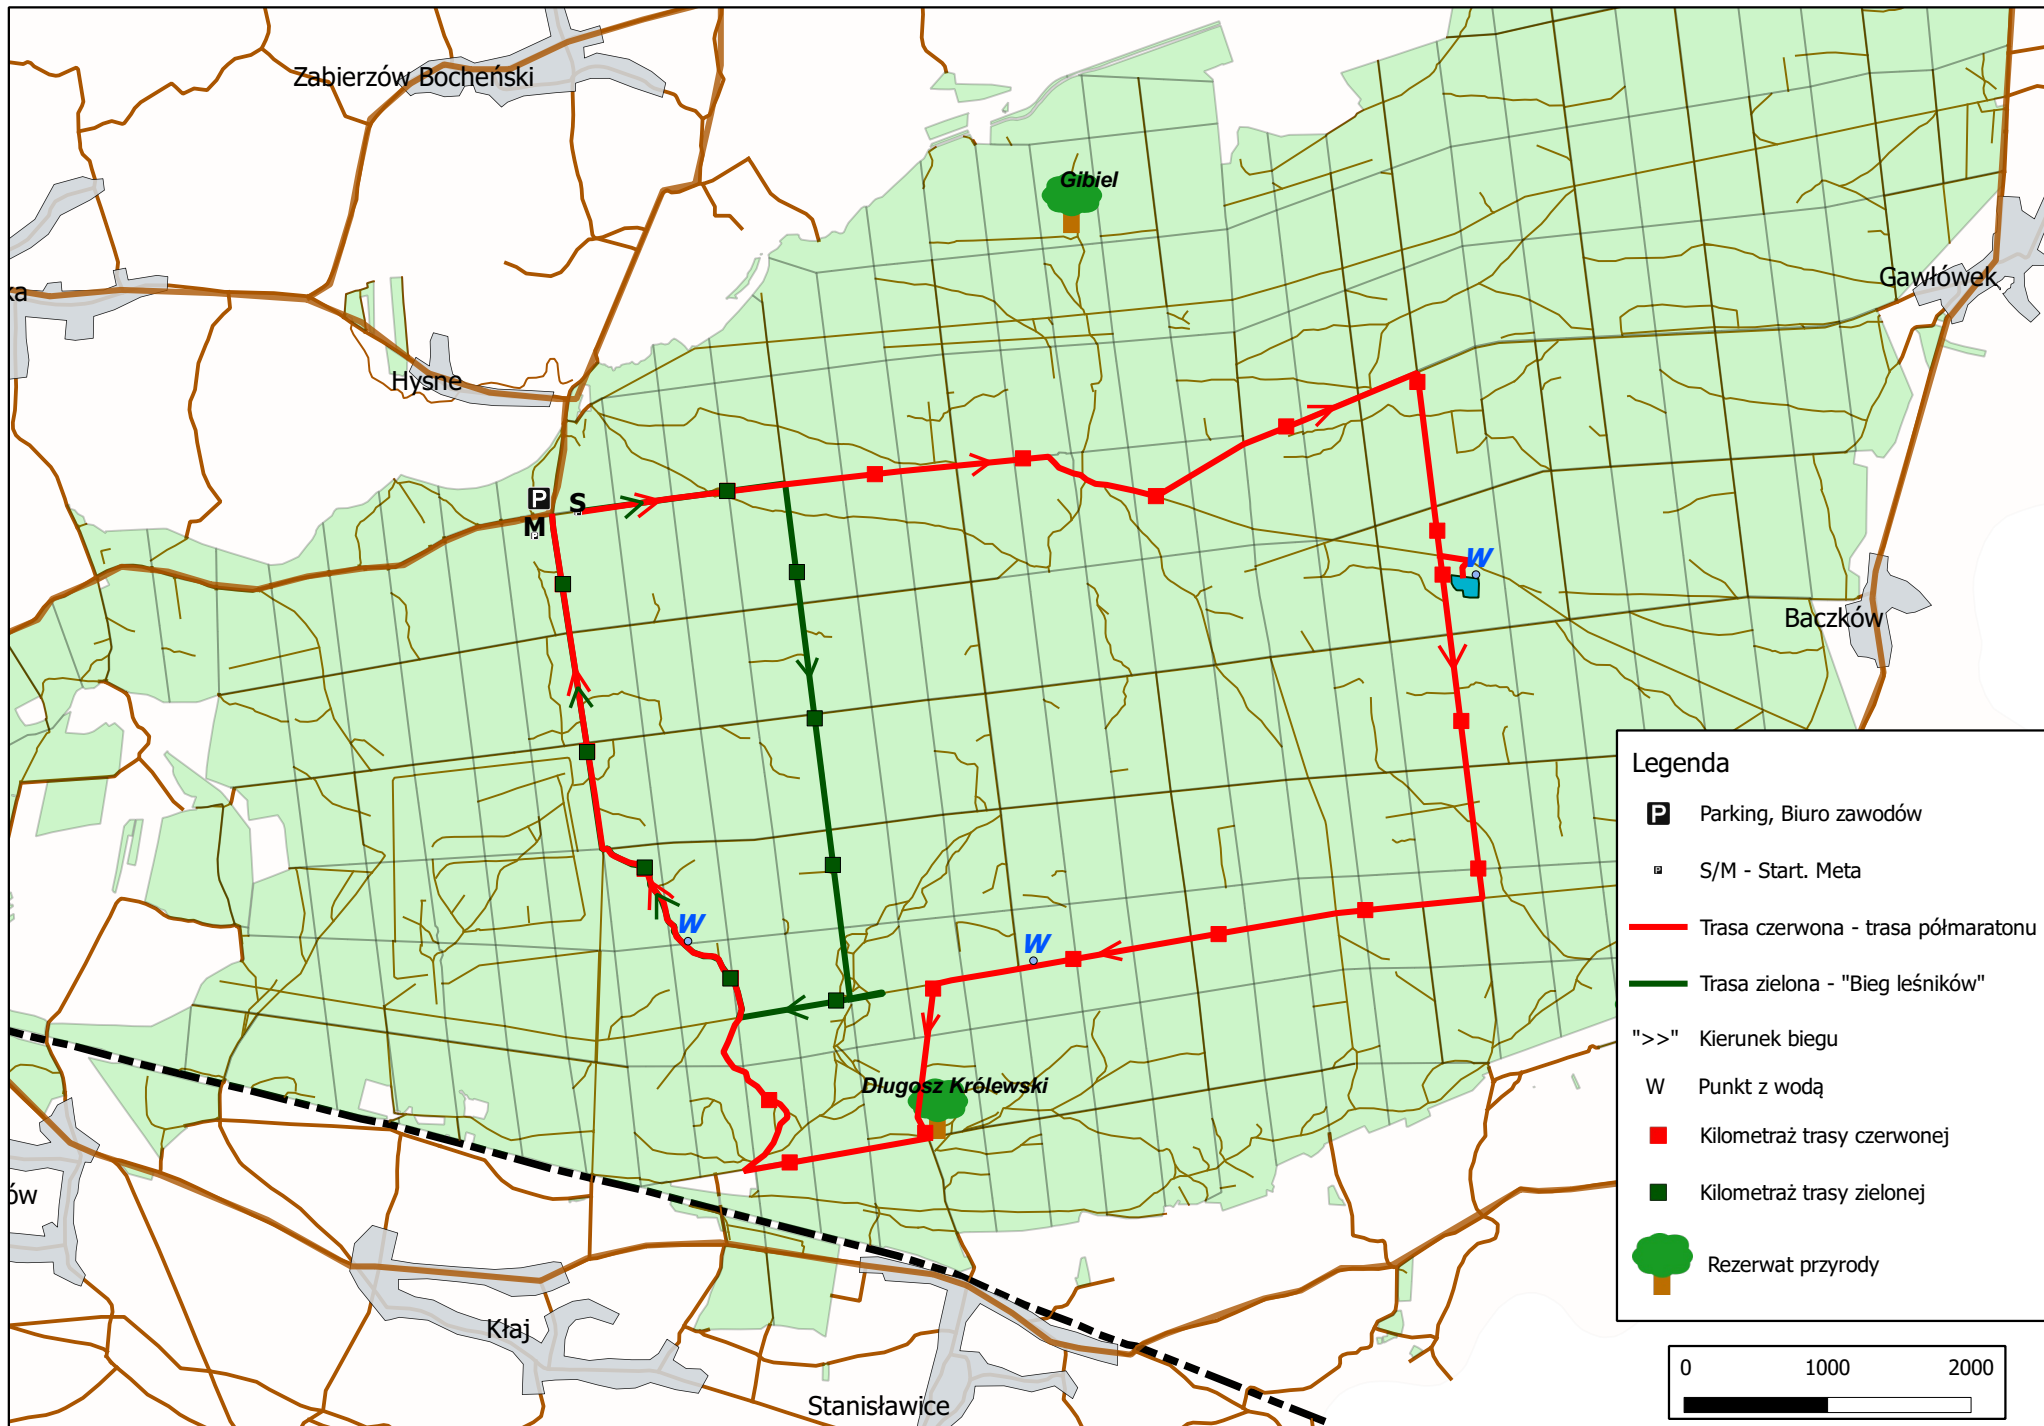 Zabierzów Bocheński
Gibiel
Gawłówek
ka
Hysne
P
S
M
W
Baczków
W
W
Długosz Królewski
ów
Kłaj
Stanisławice
Legenda
P Parking, Biuro zawodów
P S/M - Start. Meta
Trasa czerwona - trasa półmaratonu
Trasa zielona - "Bieg leśników"
">>" Kierunek biegu
W Punkt z wodą
Kilometraż trasy czerwonej
Kilometraż trasy zielonej
Rezerwat przyrody
0 1000 2000